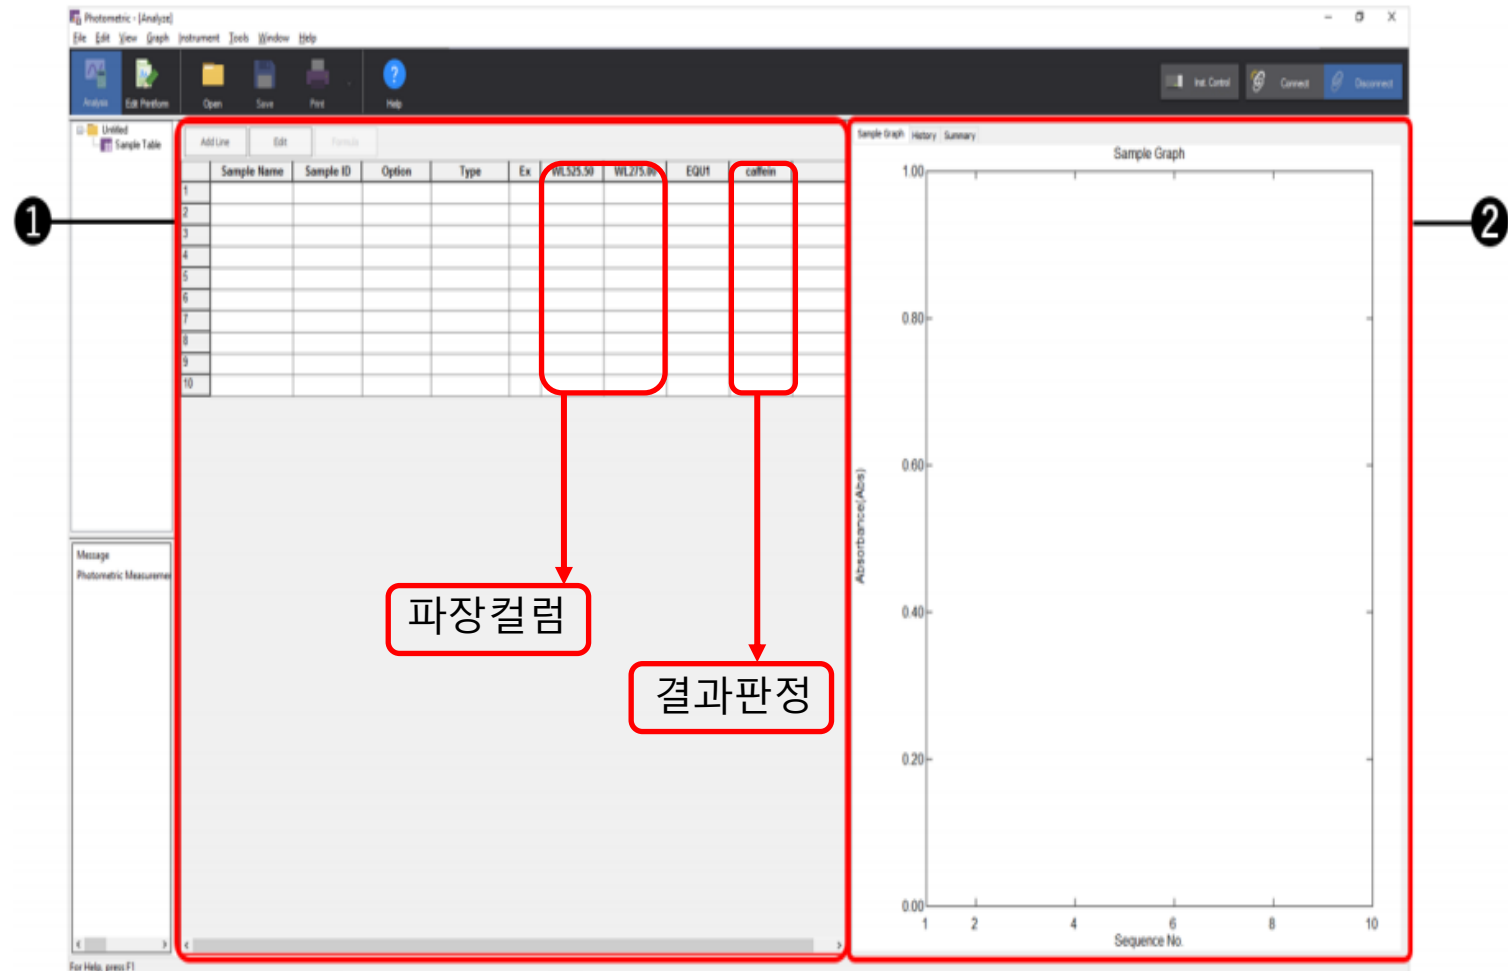 Photometric - [Analyze]
File Edit View Graph Instrument Tools Window Help
Analysis Edit Printform Open Save Print Help Inst. Control Connect Disconnect
Untitled
Sample Table
Add Line Edit Formula
Sample Name Sample ID Option Type Ex WL525.50 WL275.00 EQU1 caffein
1
2
3
4
5
6
7
8
9
10
1
파장컬럼
결과판정
Message
Photometric Measureme
For Help, press F1
Sample Graph History Summary
Sample Graph
1.00
0.80
0.60
0.40
0.20
0.00
Absorbance(Abs)
1 2 4 6 8 10
Sequence No.
2